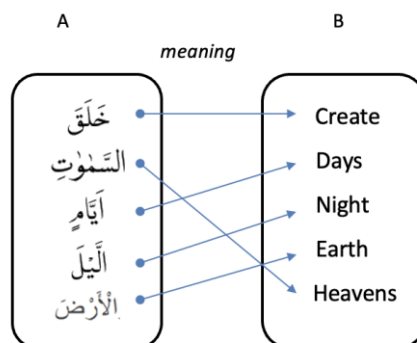 A B
meaning
خَلَقَ Create
السَّمٰوٰتِ Days
اَيَّامٍ Night
الَّيْلَ Earth
الْاَرْضَ Heavens